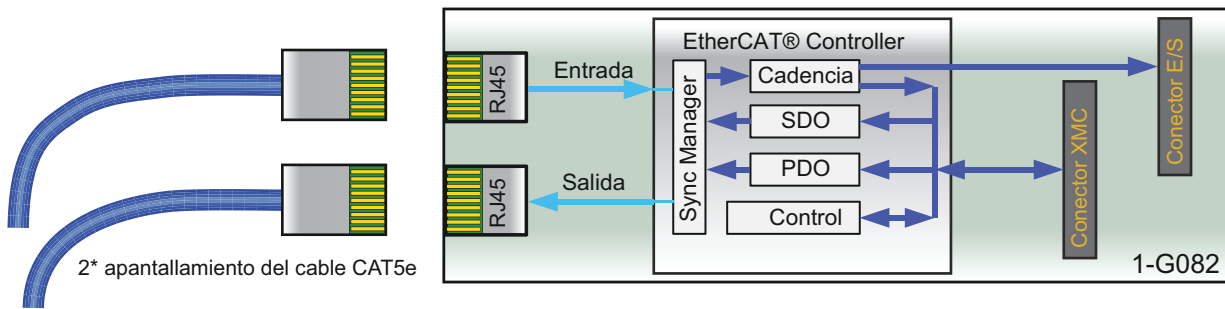 EtherCAT® Controller
RJ45
Entrada
Cadencia
SDO
Sync Manager
PDO
RJ45
Salida
Control
Conector XMC
Conector E/S
2* apantallamiento del cable CAT5e
1-G082